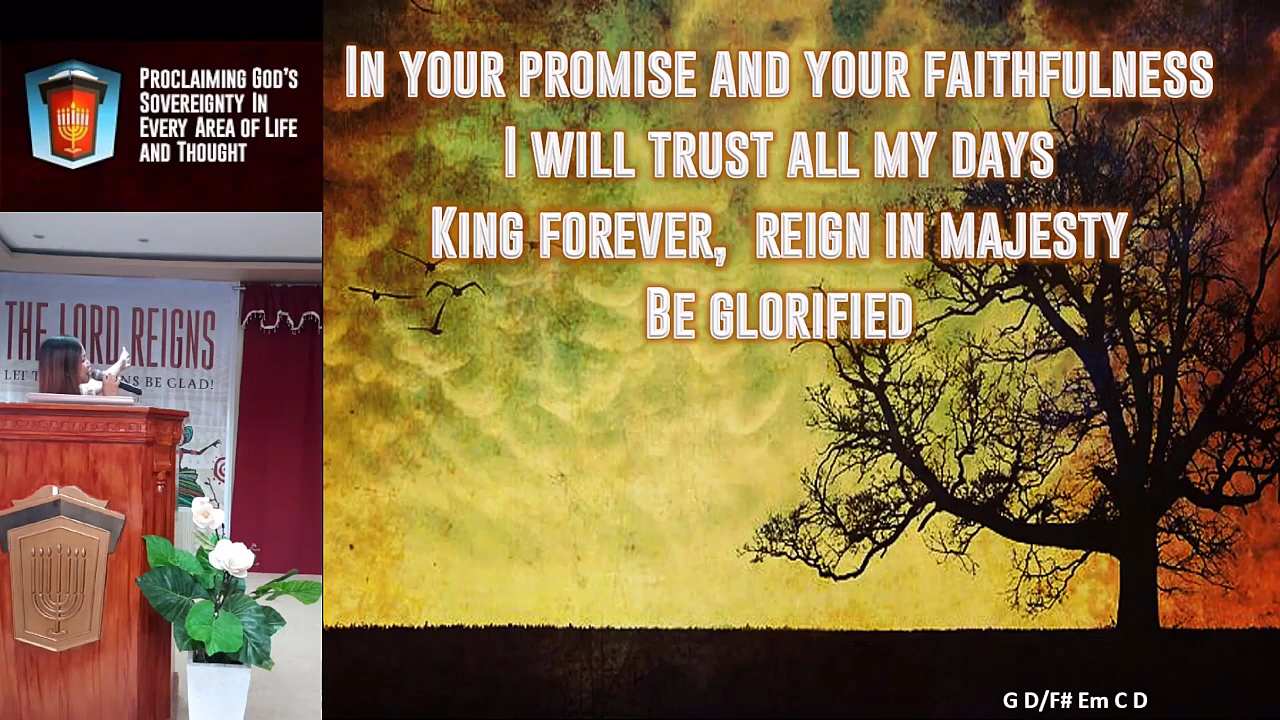 PROCLAIMING GOD'S
SOVEREIGNTY IN
EVERY AREA OF LIFE
AND THOUGHT
IN YOUR PROMISE AND YOUR FAITHFULNESS
I WILL TRUST ALL MY DAYS
KING FOREVER, REIGN IN MAJESTY
BE GLORIFIED
THE LORD REIGNS
LET BE GLAD!
G D/F# Em C D